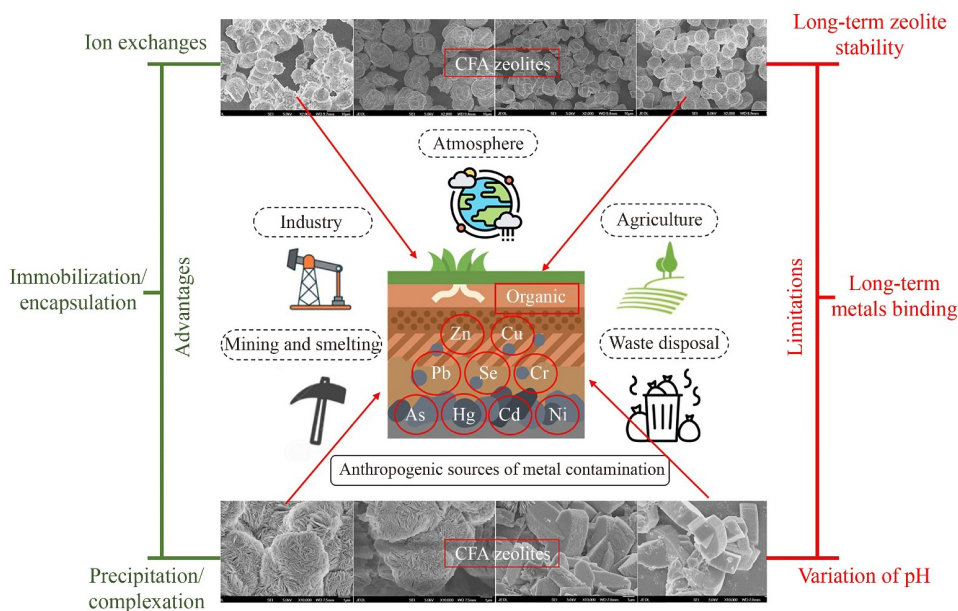 Ion exchanges
Long-term zeolite
stability
CFA zeolites
Atmosphere
Industry
Agriculture
Immobilization/
encapsulation
Advantages
Organic
Limitations
Long-term
metals binding
Zn
Cu
Mining and smelting
Waste disposal
Pb
Se
Cr
As
Hg
Cd
Ni
Anthropogenic sources of metal contamination
CFA zeolites
Precipitation/
complexation
Variation of pH